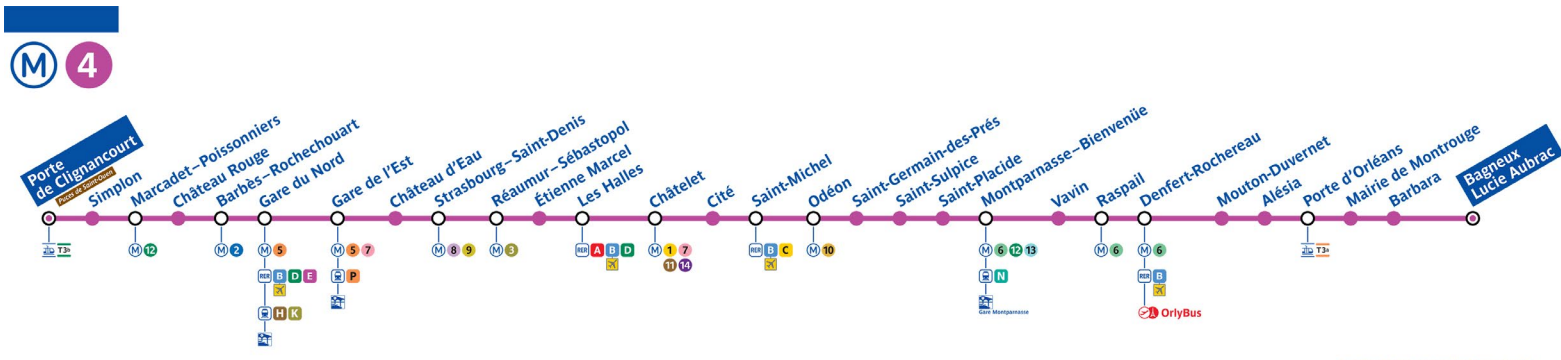 M 4
Porte
de Clignancourt
Puces de Saint-Ouen
Simplon
Marcadet–Poissonniers
Château Rouge
Barbès–Rochechouart
Gare du Nord
Gare de l'Est
Château d'Eau
Strasbourg–Saint-Denis
Réaumur–Sébastopol
Étienne Marcel
Les Halles
Châtelet
Cité
Saint-Michel
Odéon
Saint-Germain-des-Prés
Saint-Sulpice
Saint-Placide
Montparnasse–Bienvenüe
Vavin
Raspail
Denfert-Rochereau
Mouton-Duvernet
Alésia
Porte d'Orléans
Mairie de Montrouge
Barbara
Bagneux
Lucie Aubrac
T3b
M 12
M 2
M 5
RER B D E
H K
M 5 7
P
M 8 9
M 3
RER A B D
M 1 7
11 14
RER B C
M 10
M 6 12 13
N
Gare Montparnasse
M 6
M 6
RER B
OrlyBus
T3a